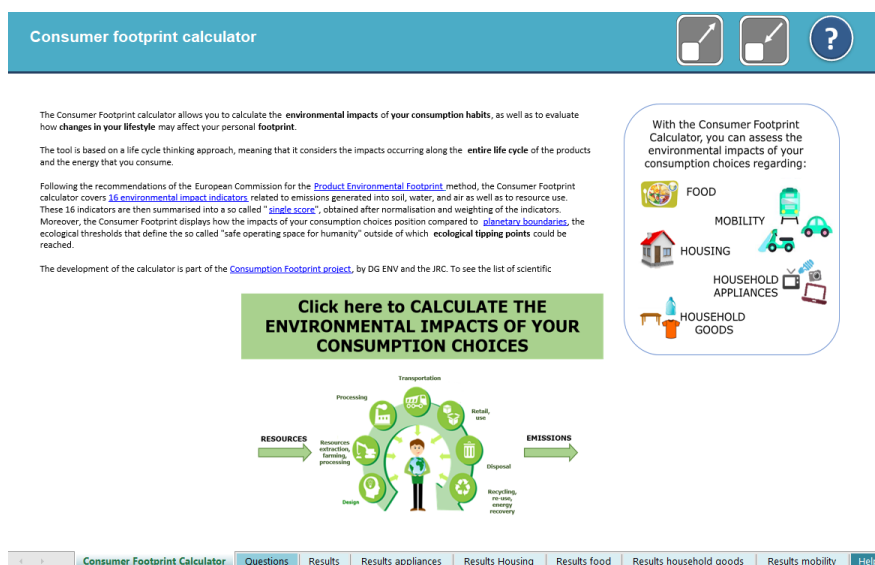 Consumer footprint calculator
?
The Consumer Footprint calculator allows you to calculate the environmental impacts of your consumption habits, as well as to evaluate
how changes in your lifestyle may affect your personal footprint.
The tool is based on a life cycle thinking approach, meaning that it considers the impacts occurring along the entire life cycle of the products
and the energy that you consume.
Following the recommendations of the European Commission for the Product Environmental Footprint method, the Consumer Footprint
calculator covers 16 environmental impact indicators related to emissions generated into soil, water, and air as well as to resource use.
These 16 indicators are then summarised into a so called "single score", obtained after normalisation and weighting of the indicators.
Moreover, the Consumer Footprint displays how the impacts of your consumption choices position compared to planetary boundaries, the
ecological thresholds that define the so called "safe operating space for humanity" outside of which ecological tipping points could be
reached.
The development of the calculator is part of the Consumption Footprint project, by DG ENV and the JRC. To see the list of scientific
With the Consumer Footprint
Calculator, you can assess the
environmental impacts of your
consumption choices regarding:
FOOD
MOBILITY
HOUSING
HOUSEHOLD
APPLIANCES
HOUSEHOLD
GOODS
Click here to CALCULATE THE
ENVIRONMENTAL IMPACTS OF YOUR
CONSUMPTION CHOICES
Transportation
Processing
Retail,
use
RESOURCES
Resources
extraction,
farming,
processing
EMISSIONS
Disposal
Design
Recycling,
re-use,
energy
recovery
Consumer Footprint Calculator
Questions
Results
Results appliances
Results Housing
Results food
Results household goods
Results mobility
Help